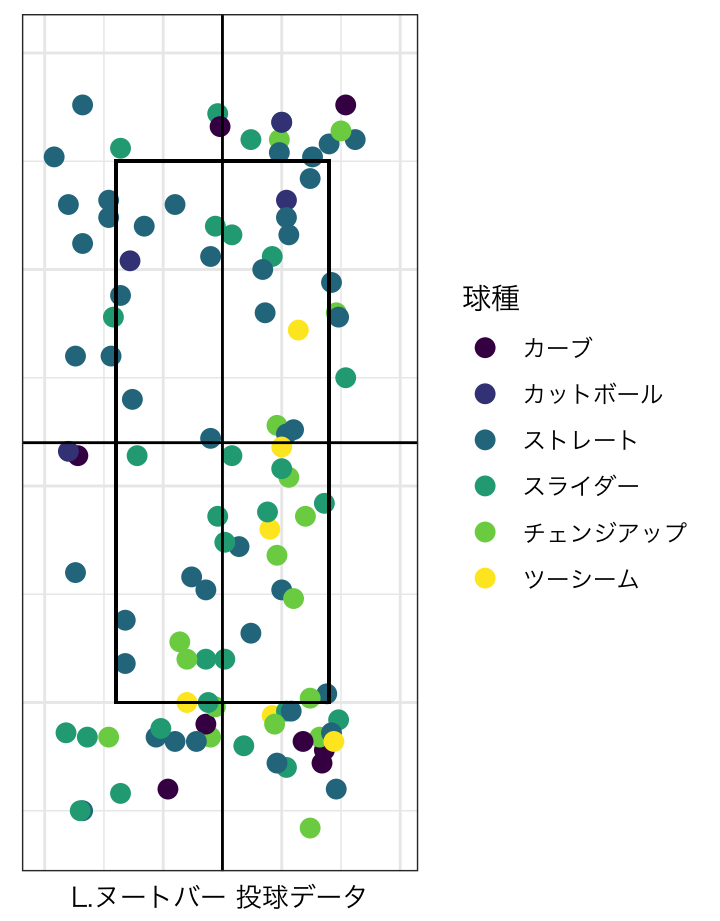 球種
カーブ
カットボール
ストレート
スライダー
チェンジアップ
ツーシーム
L.ヌートバー 投球データ